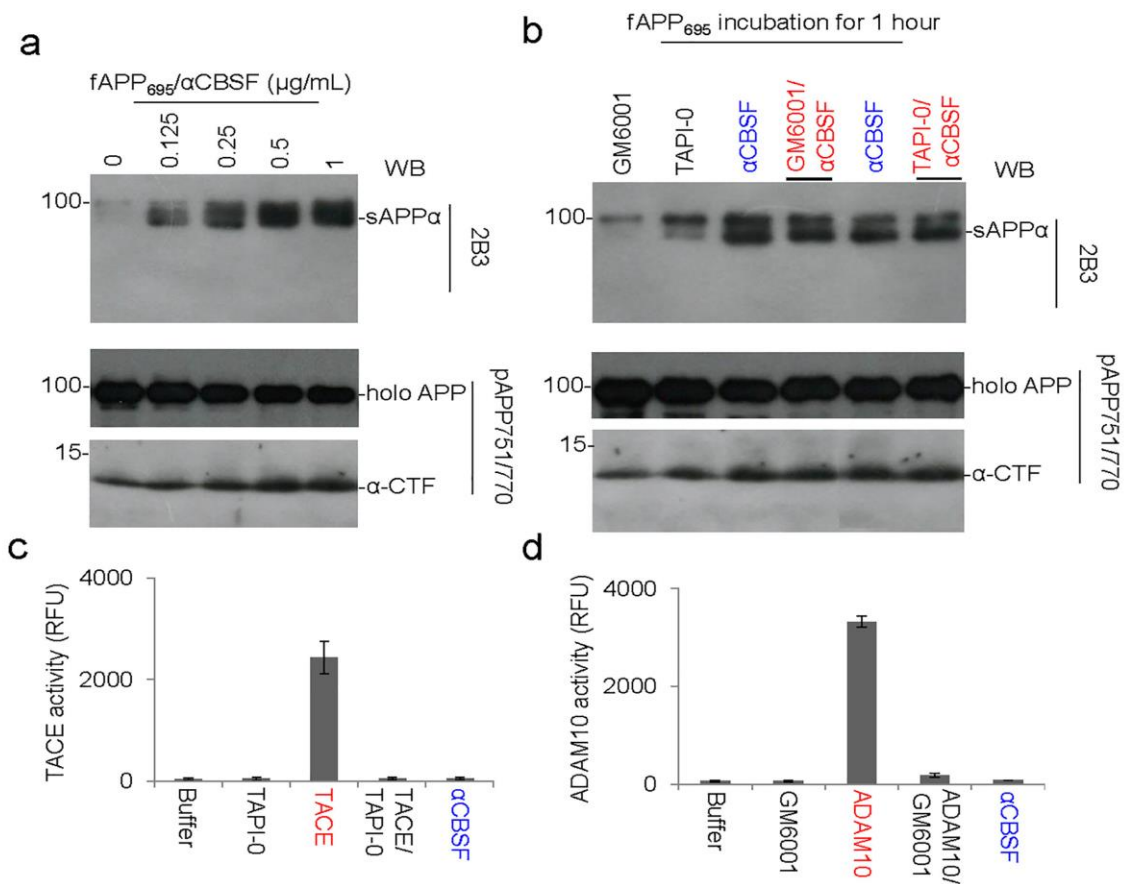 a
fAPP695/αCBSF (µg/mL)
0
0.125
0.25
0.5
1
WB
100-
-sAPPα
2B3
100-
-holo APP
15-
-α-CTF
pAPP751/770
b
fAPP695 incubation for 1 hour
GM6001
TAPI-0
αCBSF
GM6001/
αCBSF
αCBSF
TAPI-0/
αCBSF
WB
100-
-sAPPα
2B3
100-
-holo APP
15-
-α-CTF
pAPP751/770
c
TACE activity (RFU)
4000
2000
0
Buffer
TAPI-0
TACE
TACE/
TAPI-0
αCBSF
d
ADAM10 activity (RFU)
4000
2000
0
Buffer
GM6001
ADAM10
ADAM10/
GM6001
αCBSF